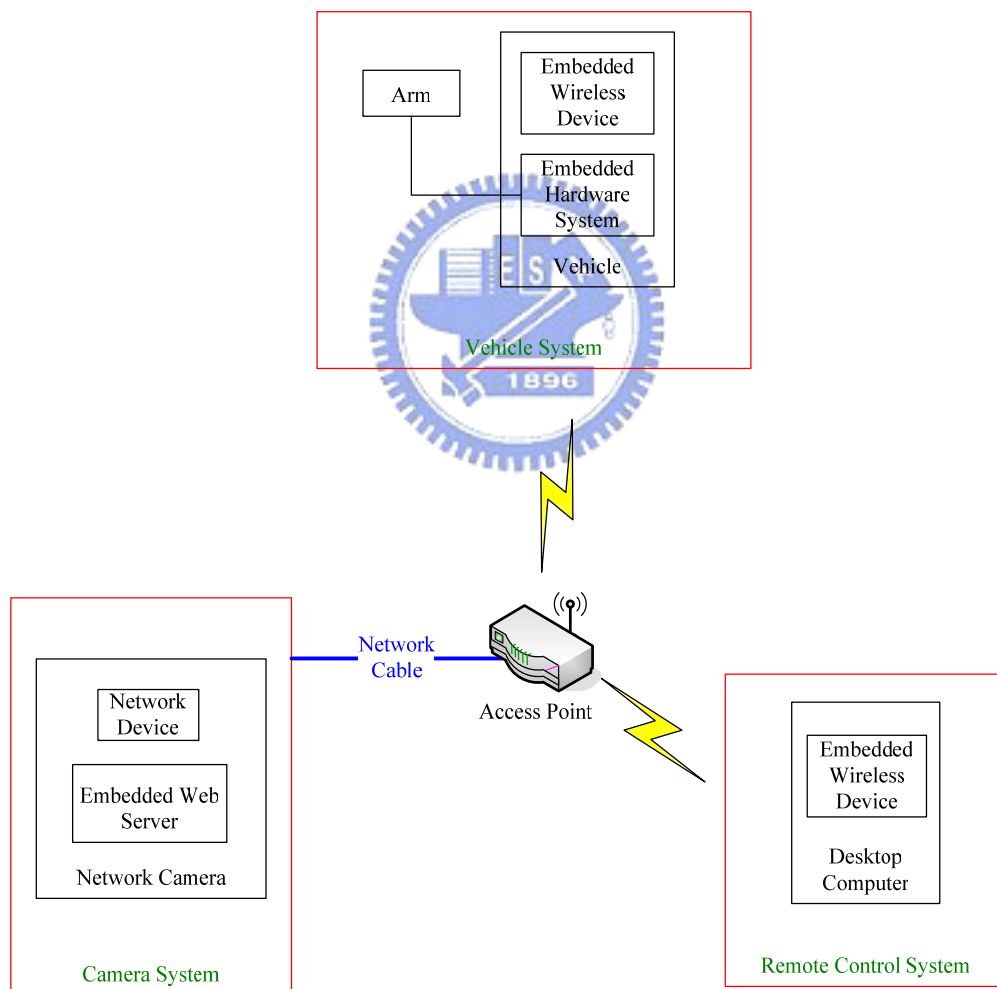 Arm
Embedded
Wireless
Device
Embedded
Hardware
System
Vehicle
ES
Vehicle System
1896
Network
Cable
Access Point
Network
Device
Embedded Web
Server
Network Camera
Camera System
Embedded
Wireless
Device
Desktop
Computer
Remote Control System